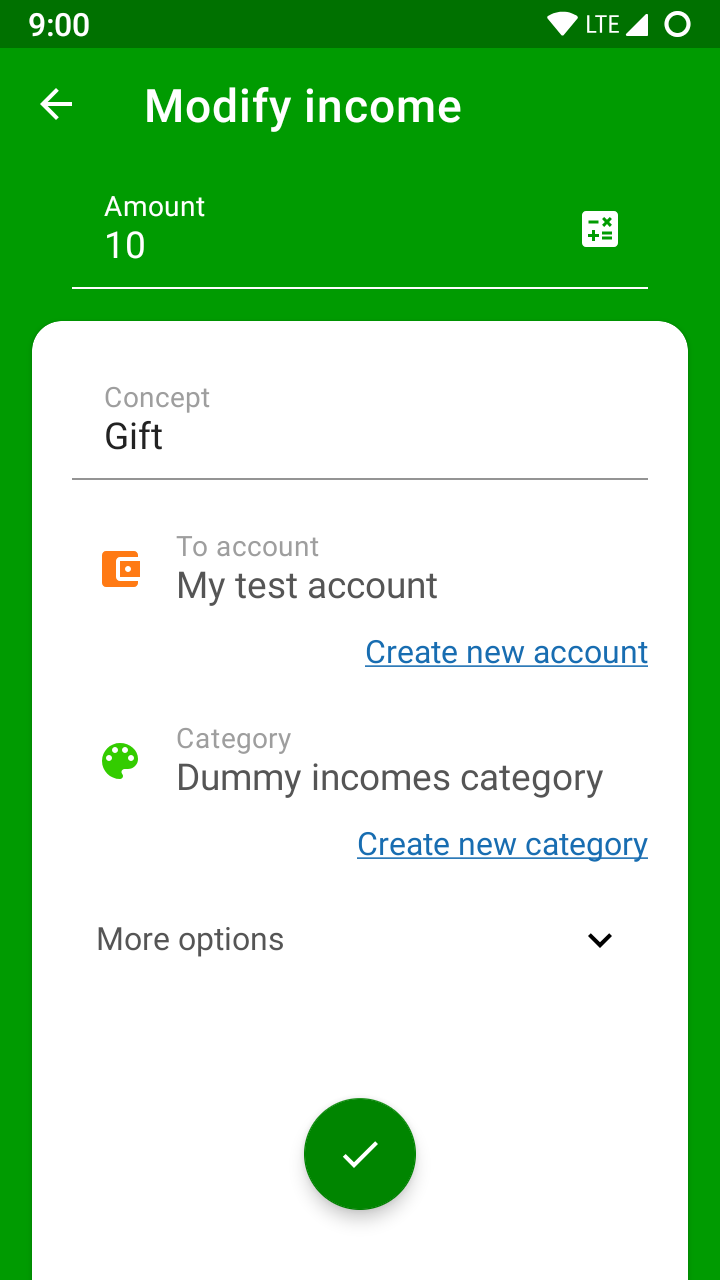 9:00 LTE
Modify income
Amount
10
Concept
Gift
To account
My test account
Create new account
Category
Dummy incomes category
Create new category
More options